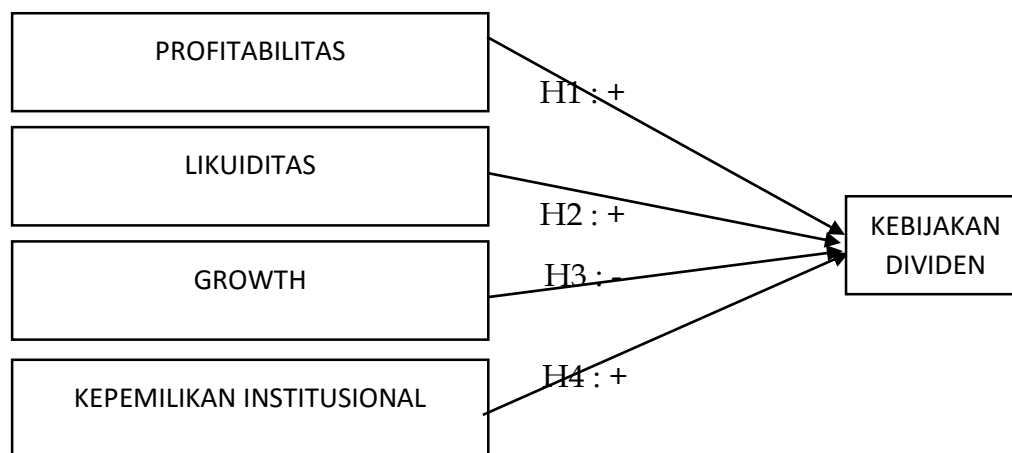 PROFITABILITAS
H1 : +
LIKUIDITAS
H2 : +
GROWTH
H3 : -
KEPEMILIKAN INSTITUSIONAL
H4 : +
KEBIJAKAN
DIVIDEN